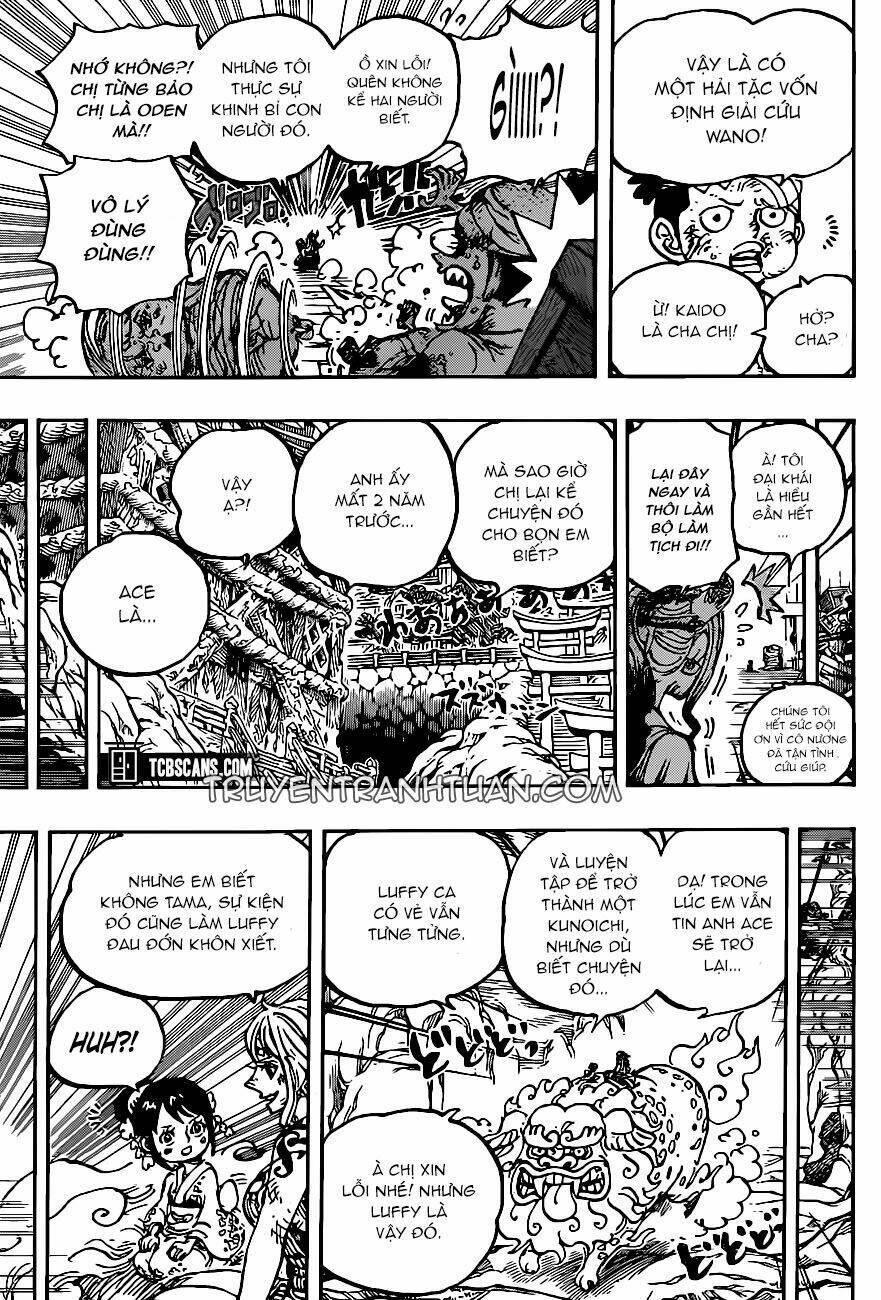 VẬY LÀ CÓ
MỘT HẢI TẶC VỐN
ĐỊNH GIẢI CỨU
WANO!
HỞ?
CHA?
Ừ! KAIDO
LÀ CHA CHỊ!
GÌIIIII?!
Ồ XIN LỖI!
QUÊN KHÔNG
KỂ HAI NGƯỜI
BIẾT.
NHƯNG TÔI
THỰC SỰ
KHINH BỈ CON
NGƯỜI ĐÓ.
NHỚ KHÔNG?!
CHỊ TỪNG BẢO
CHỊ LÀ ODEN
MÀ!!
VÔ LÝ
ĐÙNG
ĐÙNG!!
À! TÔI
ĐẠI KHÁI
LÀ HIỂU
GẦN HẾT
...
LẠI ĐÂY
NGAY VÀ
THÔI LÀM
BỘ LÀM
TỊCH ĐI!!
CHÚNG TÔI
HẾT SỨC ĐỘI
ƠN VÌ CÔ NƯƠNG
ĐÃ TẬN TÌNH
CỨU GIÚP.
MÀ SAO GIỜ
CHỊ LẠI KỂ
CHUYỆN ĐÓ
CHO BỌN EM
BIẾT?
ANH ẤY
MẤT 2 NĂM
TRƯỚC...
VẬY
Ạ?!
ACE
LÀ...
TCBSCANS.COM
TRUYENTRANHTUAN.COM
DẠ! TRONG
LÚC EM VẪN
TIN ANH ACE
SẼ TRỞ
LẠI...
VÀ LUYỆN
TẬP ĐỂ TRỞ
THÀNH MỘT
KUNOICHI,
NHƯNG DÙ
BIẾT CHUYỆN
ĐÓ...
LUFFY CA
CÓ VẺ VẪN
TƯNG TỬNG.
À CHỊ XIN
LỖI NHÉ! NHƯNG
LUFFY LÀ
VẬY ĐÓ.
NHƯNG EM BIẾT
KHÔNG TAMA, SỰ KIỆN
ĐÓ CŨNG LÀM LUFFY
ĐAU ĐỚN KHÔN XIẾT.
HUH?!